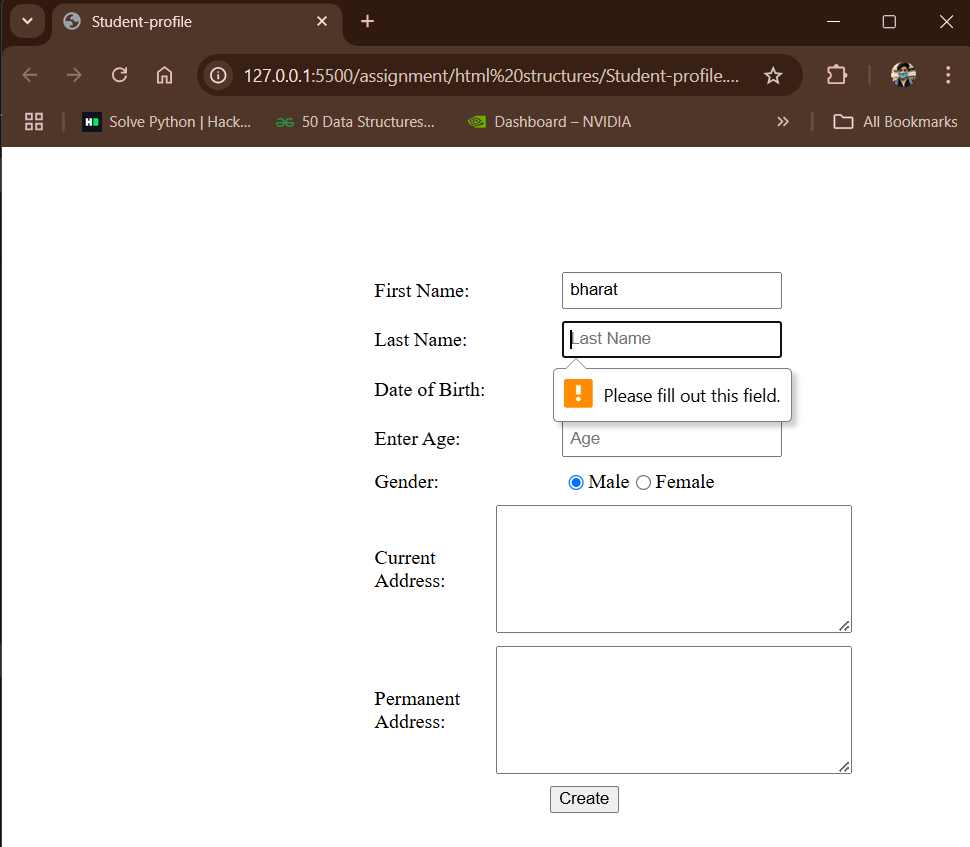 Student-profile
127.0.0.1:5500/assignment/html%20structures/Student-profile....
Solve Python | Hack... 50 Data Structures... Dashboard – NVIDIA All Bookmarks
First Name: bharat
Last Name: Last Name
Date of Birth: Please fill out this field.
Enter Age: Age
Gender: Male Female
Current
Address:
Permanent
Address:
Create